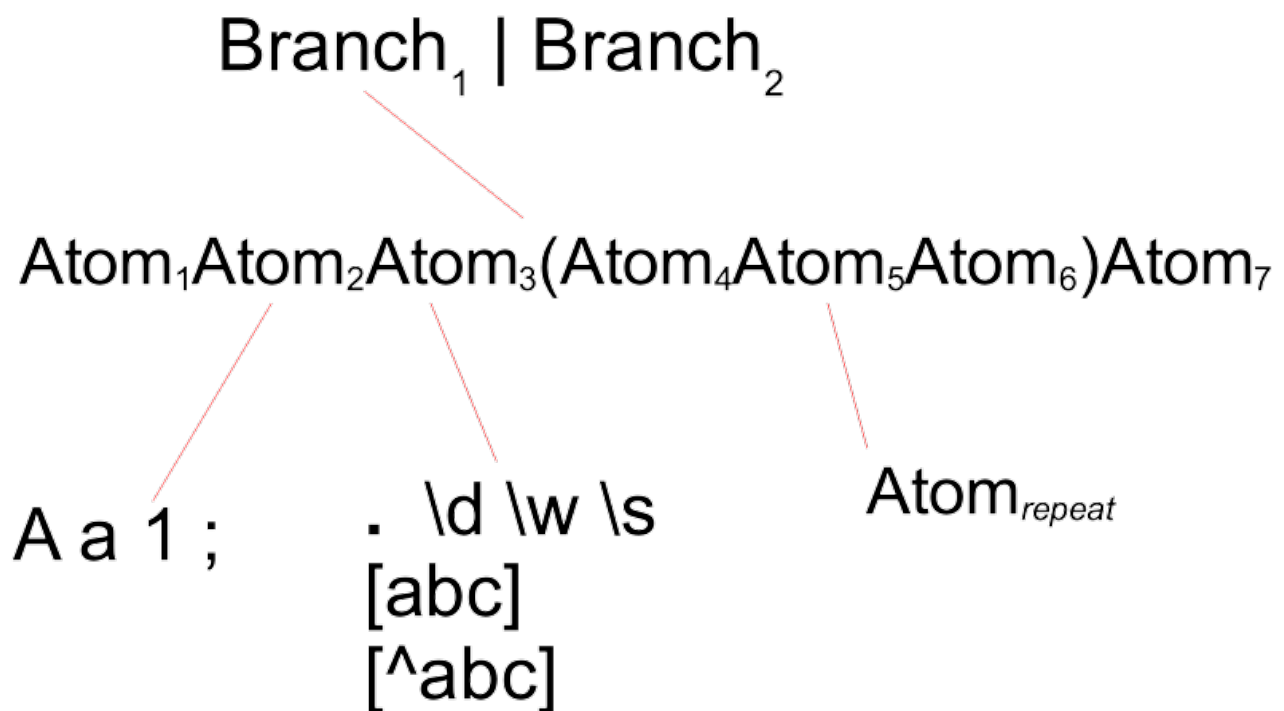 Branch₁ | Branch₂
Atom₁Atom₂Atom₃(Atom₄Atom₅Atom₆)Atom₇
A a 1 ;
. \d \w \s
[abc]
[^abc]
Atomrepeat